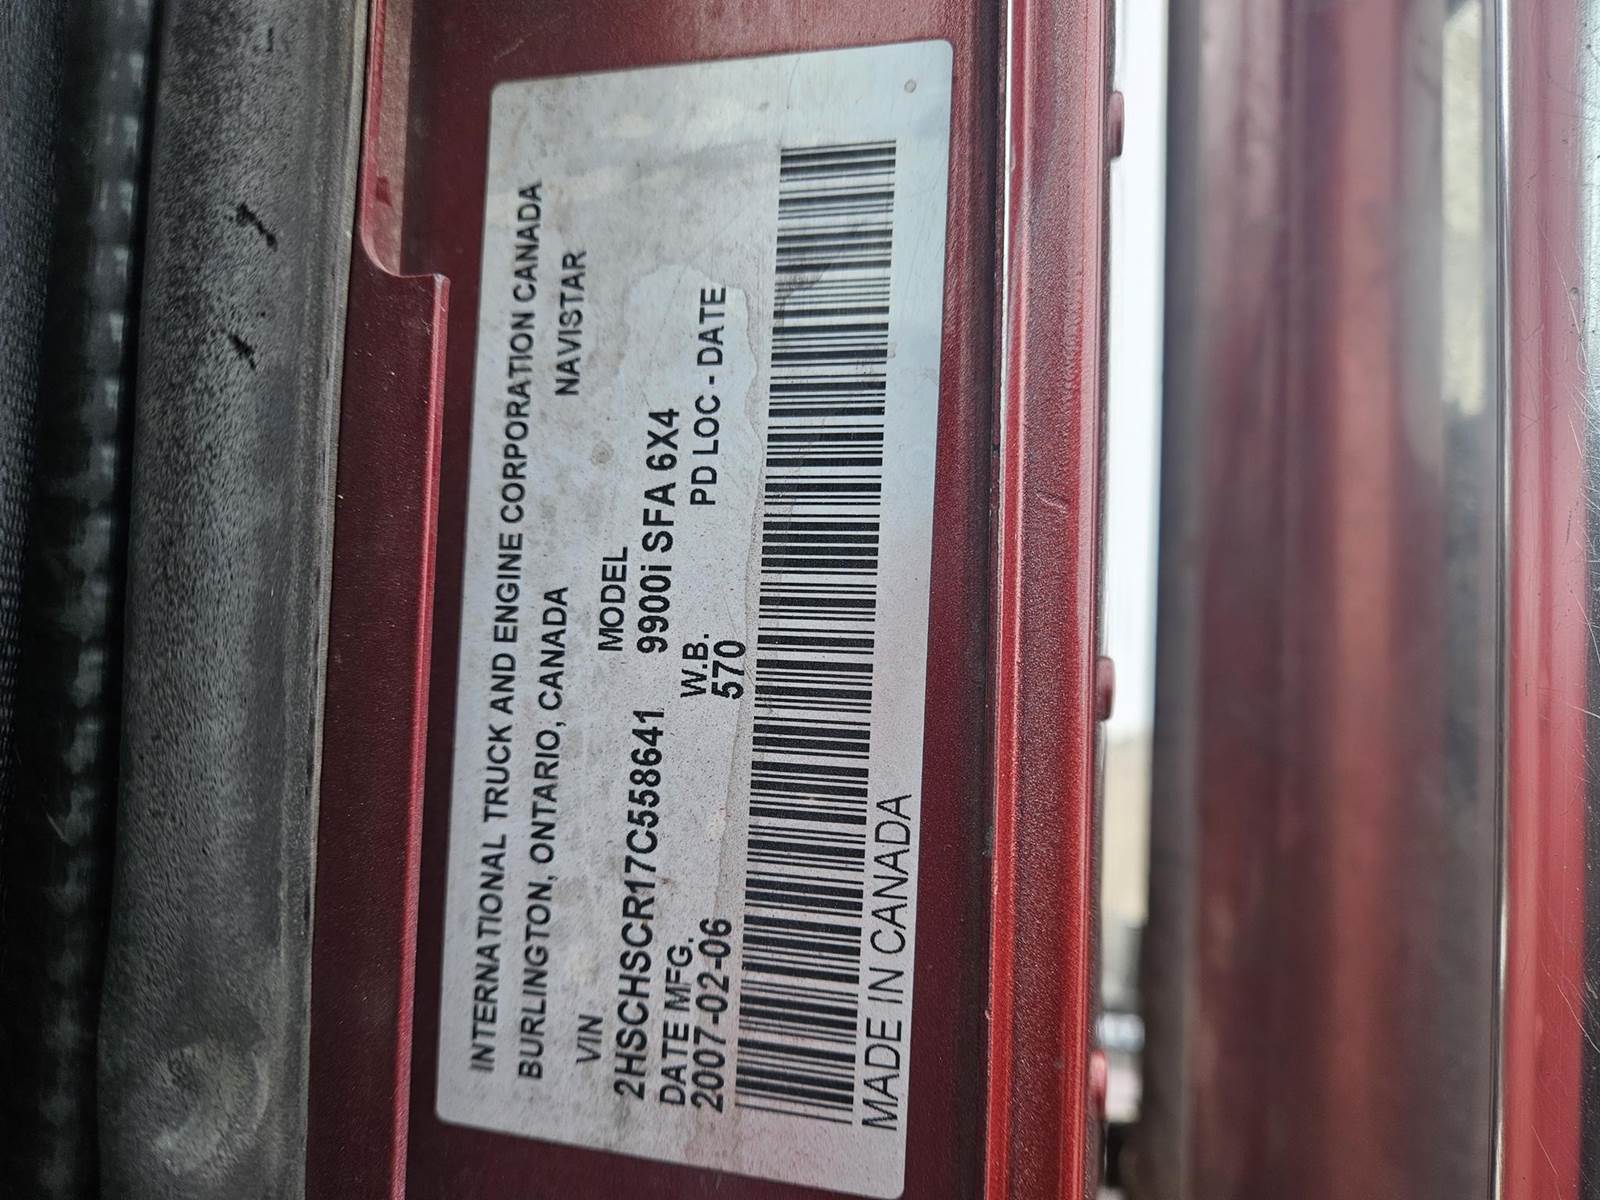 INTERNATIONAL TRUCK AND ENGINE CORPORATION CANADA
BURLINGTON, ONTARIO, CANADA NAVISTAR
VIN MODEL
2HSCHSCR17C558641 9900i SFA 6X4
DATE MFG. W.B. PD LOC - DATE
2007-02-06 570
MADE IN CANADA